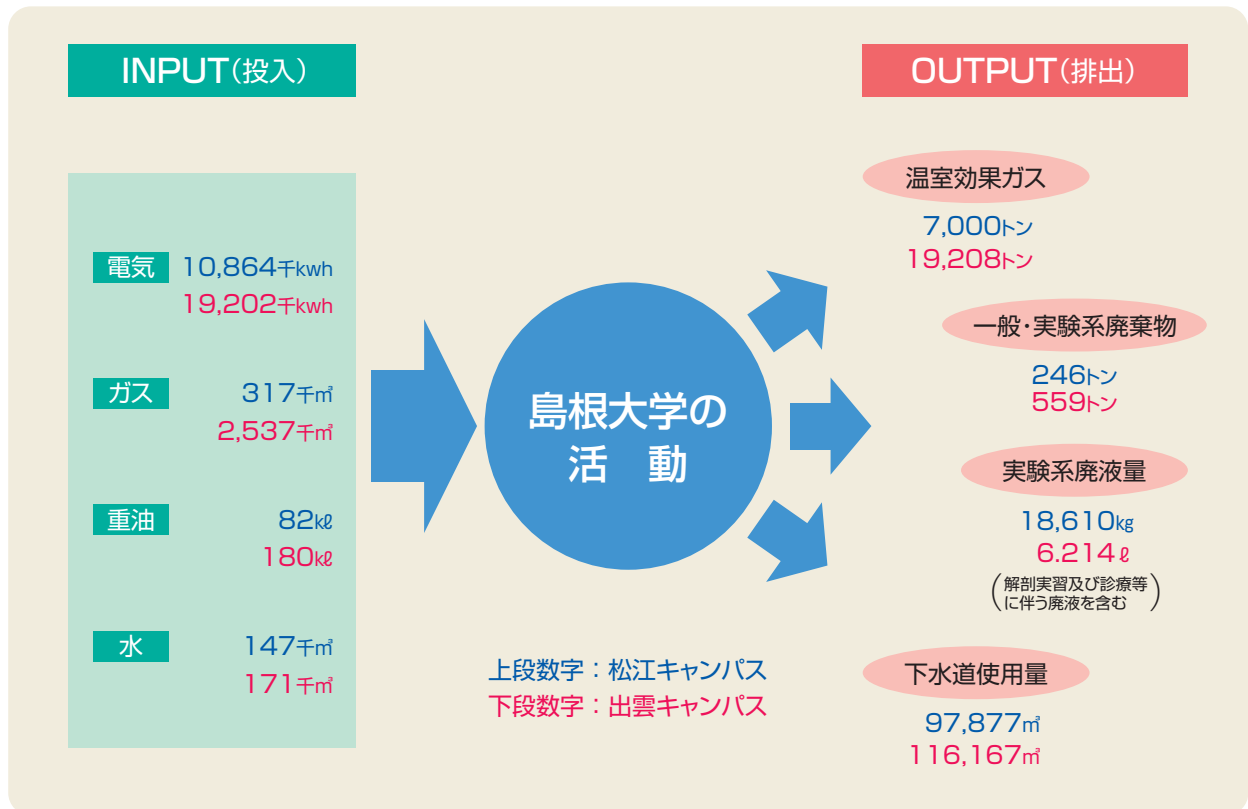 INPUT(投入)
電気 10,864千kwh
19,202千kwh
ガス 317千㎥
2,537千㎥
重油 82kℓ
180kℓ
水 147千㎥
171千㎥
島根大学の
活 動
上段数字:松江キャンパス
下段数字:出雲キャンパス
OUTPUT(排出)
温室効果ガス
7,000トン
19,208トン
一般・実験系廃棄物
246トン
559トン
実験系廃液量
18,610kg
6.214ℓ
(解剖実習及び診療等
に伴う廃液を含む)
下水道使用量
97,877㎥
116,167㎥